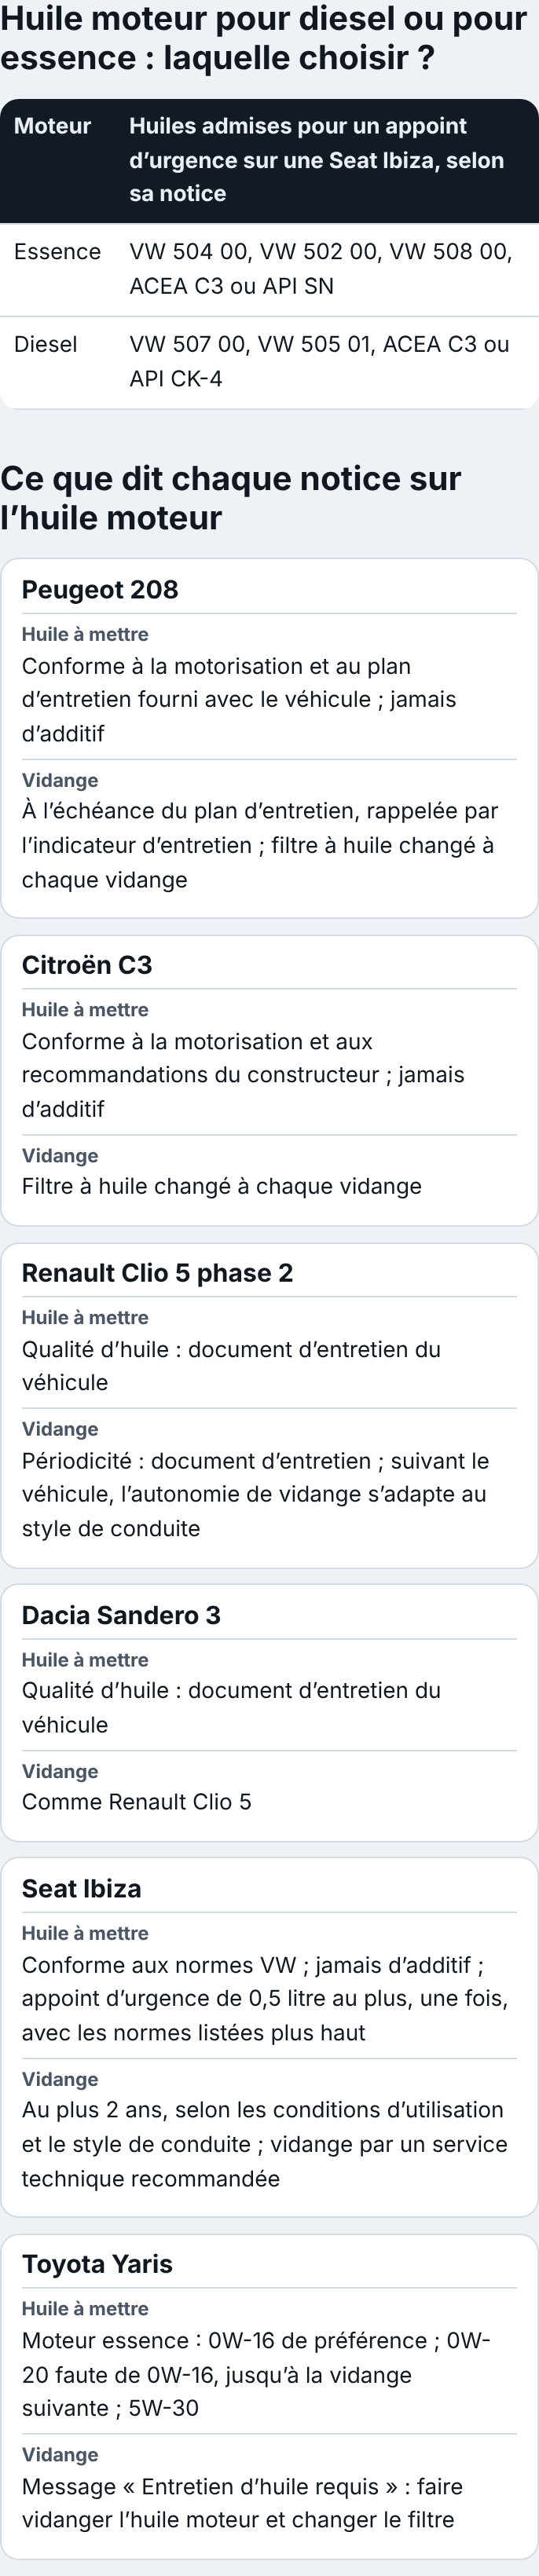 Huile moteur pour diesel ou pour
essence : laquelle choisir ?
Moteur
Huiles admises pour un appoint
d’urgence sur une Seat Ibiza, selon
sa notice
Essence
VW 504 00, VW 502 00, VW 508 00,
ACEA C3 ou API SN
Diesel
VW 507 00, VW 505 01, ACEA C3 ou
API CK-4
Ce que dit chaque notice sur
l’huile moteur
Peugeot 208
Huile à mettre
Conforme à la motorisation et au plan
d’entretien fourni avec le véhicule ; jamais
d’additif
Vidange
À l’échéance du plan d’entretien, rappelée par
l’indicateur d’entretien ; filtre à huile changé à
chaque vidange
Citroën C3
Huile à mettre
Conforme à la motorisation et aux
recommandations du constructeur ; jamais
d’additif
Vidange
Filtre à huile changé à chaque vidange
Renault Clio 5 phase 2
Huile à mettre
Qualité d’huile : document d’entretien du
véhicule
Vidange
Périodicité : document d’entretien ; suivant le
véhicule, l’autonomie de vidange s’adapte au
style de conduite
Dacia Sandero 3
Huile à mettre
Qualité d’huile : document d’entretien du
véhicule
Vidange
Comme Renault Clio 5
Seat Ibiza
Huile à mettre
Conforme aux normes VW ; jamais d’additif ;
appoint d’urgence de 0,5 litre au plus, une fois,
avec les normes listées plus haut
Vidange
Au plus 2 ans, selon les conditions d’utilisation
et le style de conduite ; vidange par un service
technique recommandée
Toyota Yaris
Huile à mettre
Moteur essence : 0W-16 de préférence ; 0W-
20 faute de 0W-16, jusqu’à la vidange
suivante ; 5W-30
Vidange
Message « Entretien d’huile requis » : faire
vidanger l’huile moteur et changer le filtre